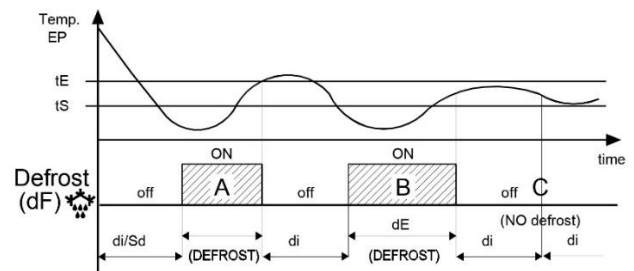 Temp.
EP
tE
tS
time
ON ON
Defrost
(dF)
off A off B off C
dE (NO defrost)
di/Sd (DEFROST) di (DEFROST) di di